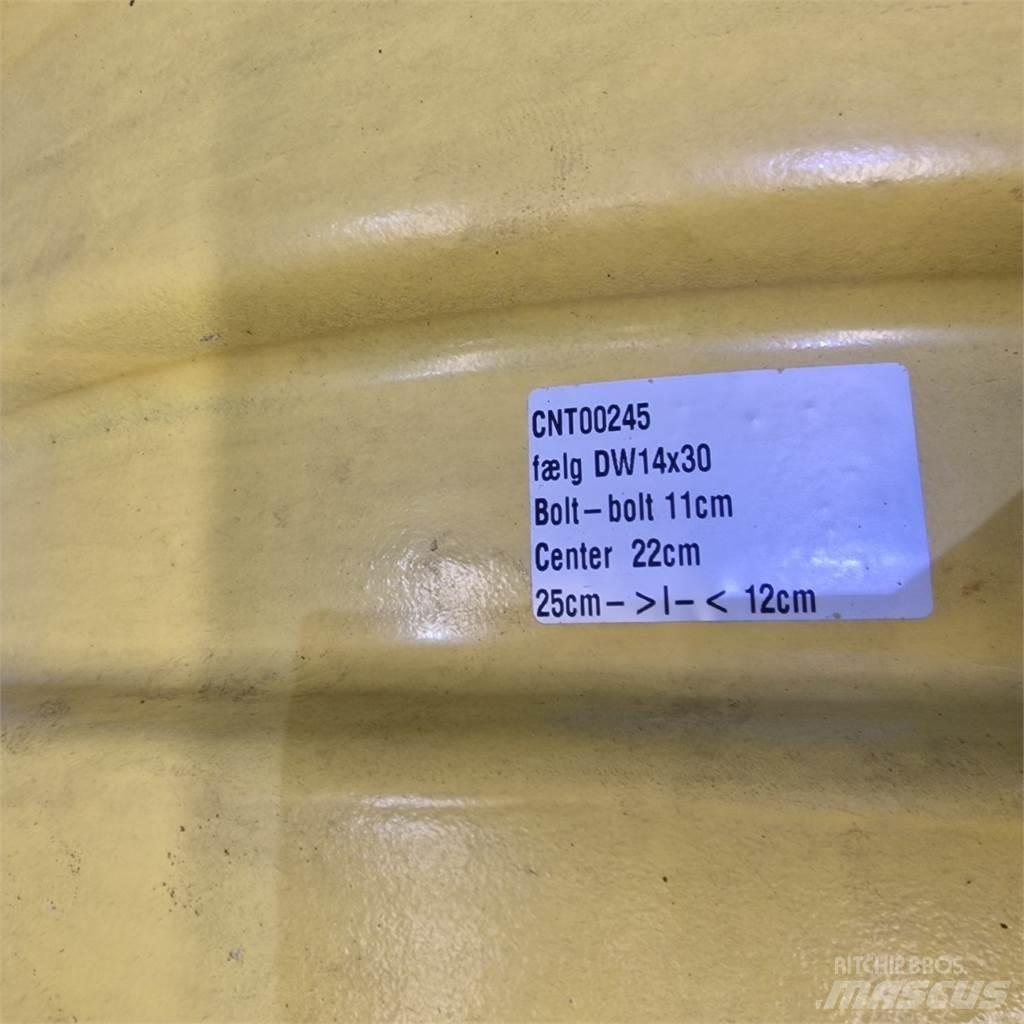 CNT00245
fælg DW14x30
Bolt-bolt 11cm
Center 22cm
25cm->I-< 12cm
RITCHIE BROS.
MASCUS